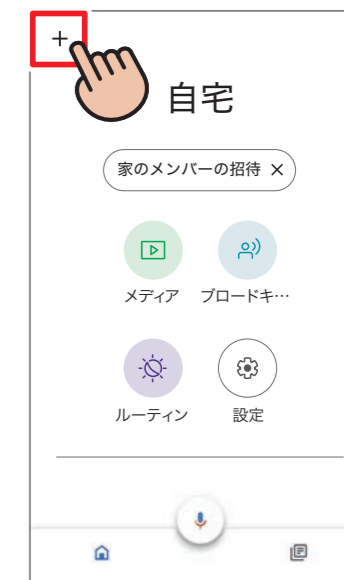 +
自宅
家のメンバーの招待 ×
メディア ブロードキ…
ルーティン 設定